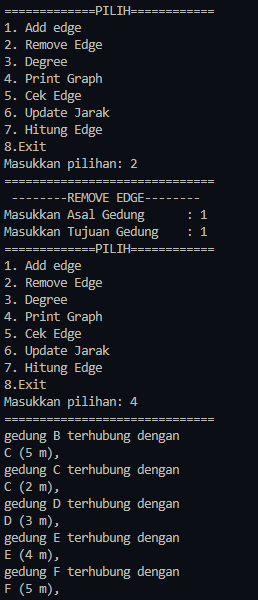 =============PILIH============
1. Add edge
2. Remove Edge
3. Degree
4. Print Graph
5. Cek Edge
6. Update Jarak
7. Hitung Edge
8.Exit
Masukkan pilihan: 2
==============================
 --------REMOVE EDGE--------
Masukkan Asal Gedung      : 1
Masukkan Tujuan Gedung    : 1
=============PILIH============
1. Add edge
2. Remove Edge
3. Degree
4. Print Graph
5. Cek Edge
6. Update Jarak
7. Hitung Edge
8.Exit
Masukkan pilihan: 4
==============================
gedung B terhubung dengan
C (5 m),
gedung C terhubung dengan
C (2 m),
gedung D terhubung dengan
D (3 m),
gedung E terhubung dengan
E (4 m),
gedung F terhubung dengan
F (5 m),